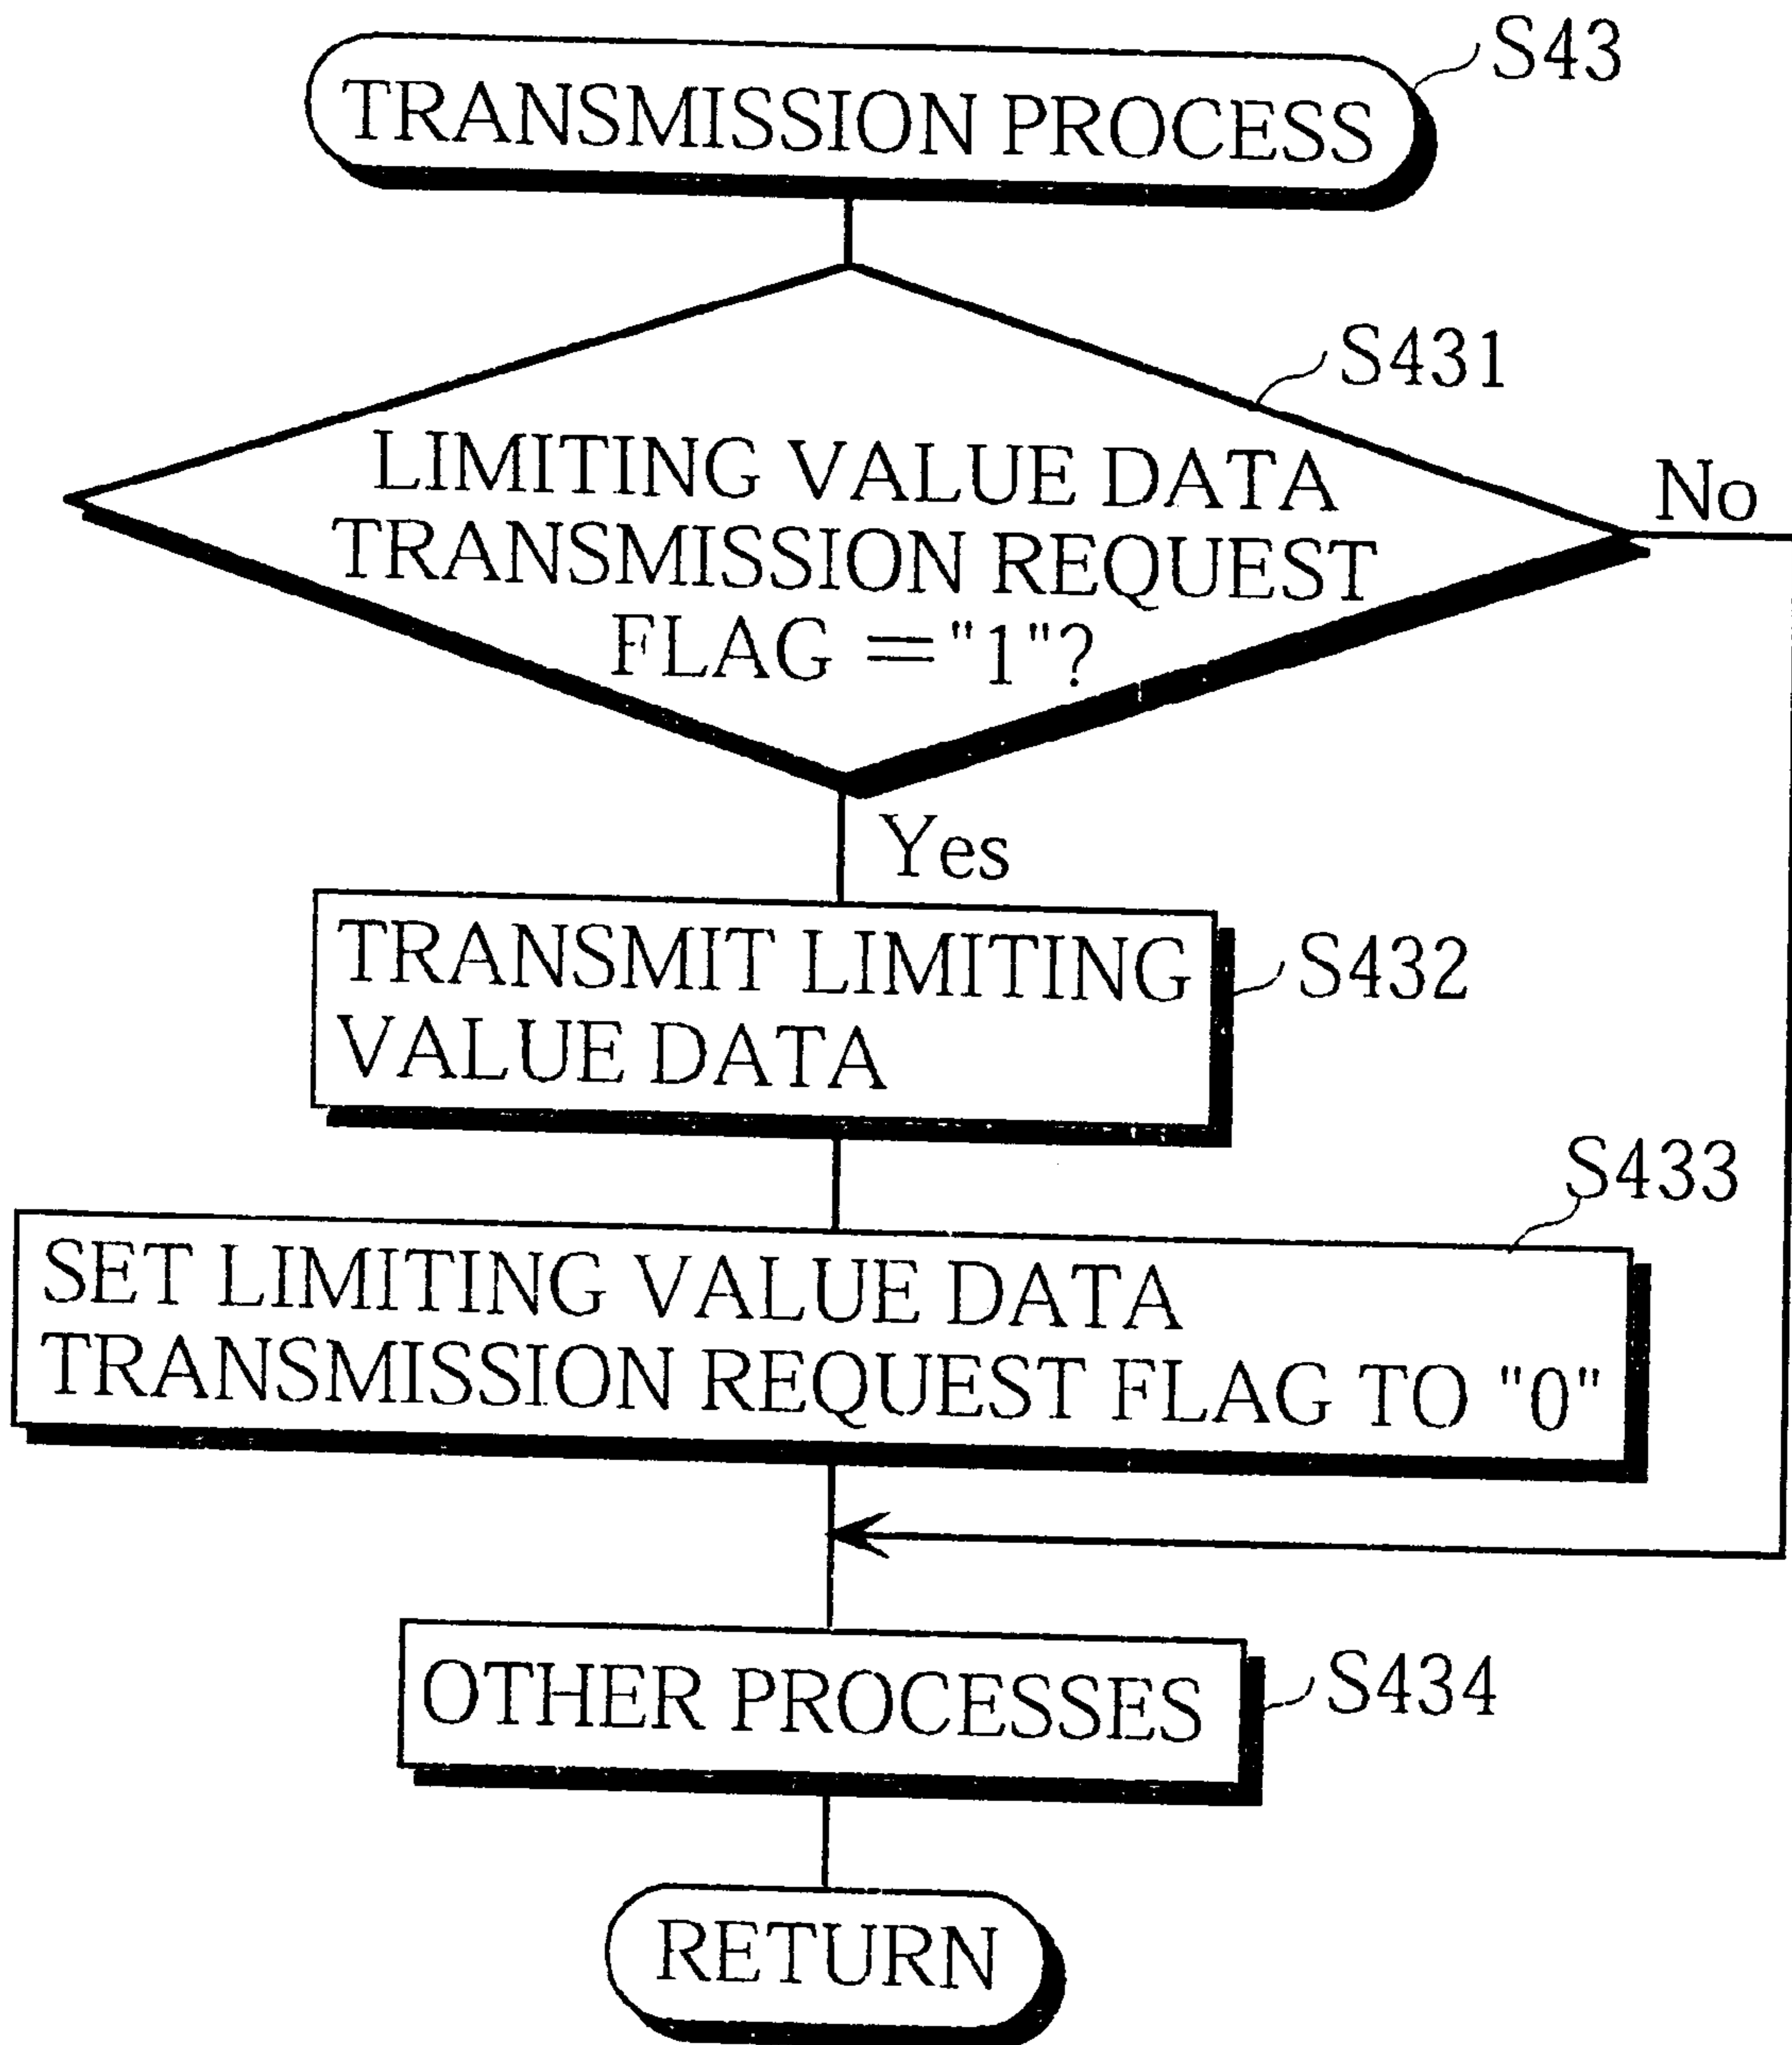 S43
TRANSMISSION PROCESS
S431
LIMITING VALUE DATA
TRANSMISSION REQUEST
FLAG ="1"?
No
Yes
TRANSMIT LIMITING
VALUE DATA
S432
S433
SET LIMITING VALUE DATA
TRANSMISSION REQUEST FLAG TO "0"
OTHER PROCESSES
S434
RETURN